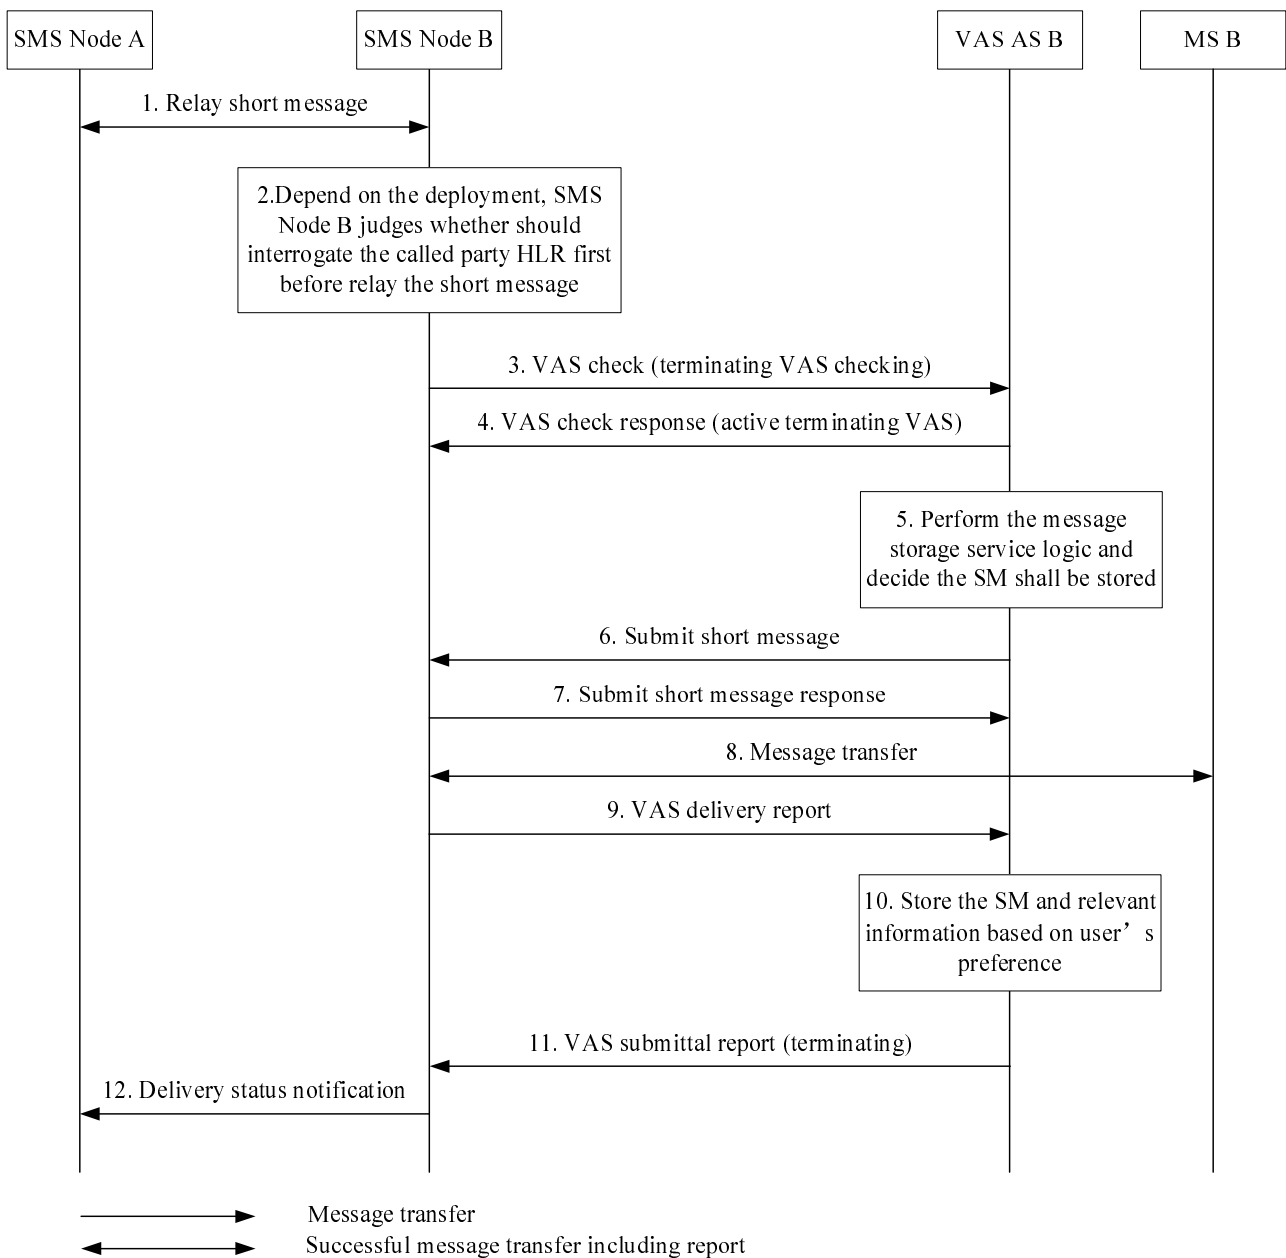 SMS Node A
SMS Node B
VAS AS B
MS B
1. Relay short message
2.Depend on the deployment, SMS
Node B judges whether should
interrogate the called party HLR first
before relay the short message
3. VAS check (terminating VAS checking)
4. VAS check response (active terminating VAS)
5. Perform the message
storage service logic and
decide the SM shall be stored
6. Submit short message
7. Submit short message response
8. Message transfer
9. VAS delivery report
10. Store the SM and relevant
information based on user’s
preference
11. VAS submittal report (terminating)
12. Delivery status notification
Message transfer
Successful message transfer including report